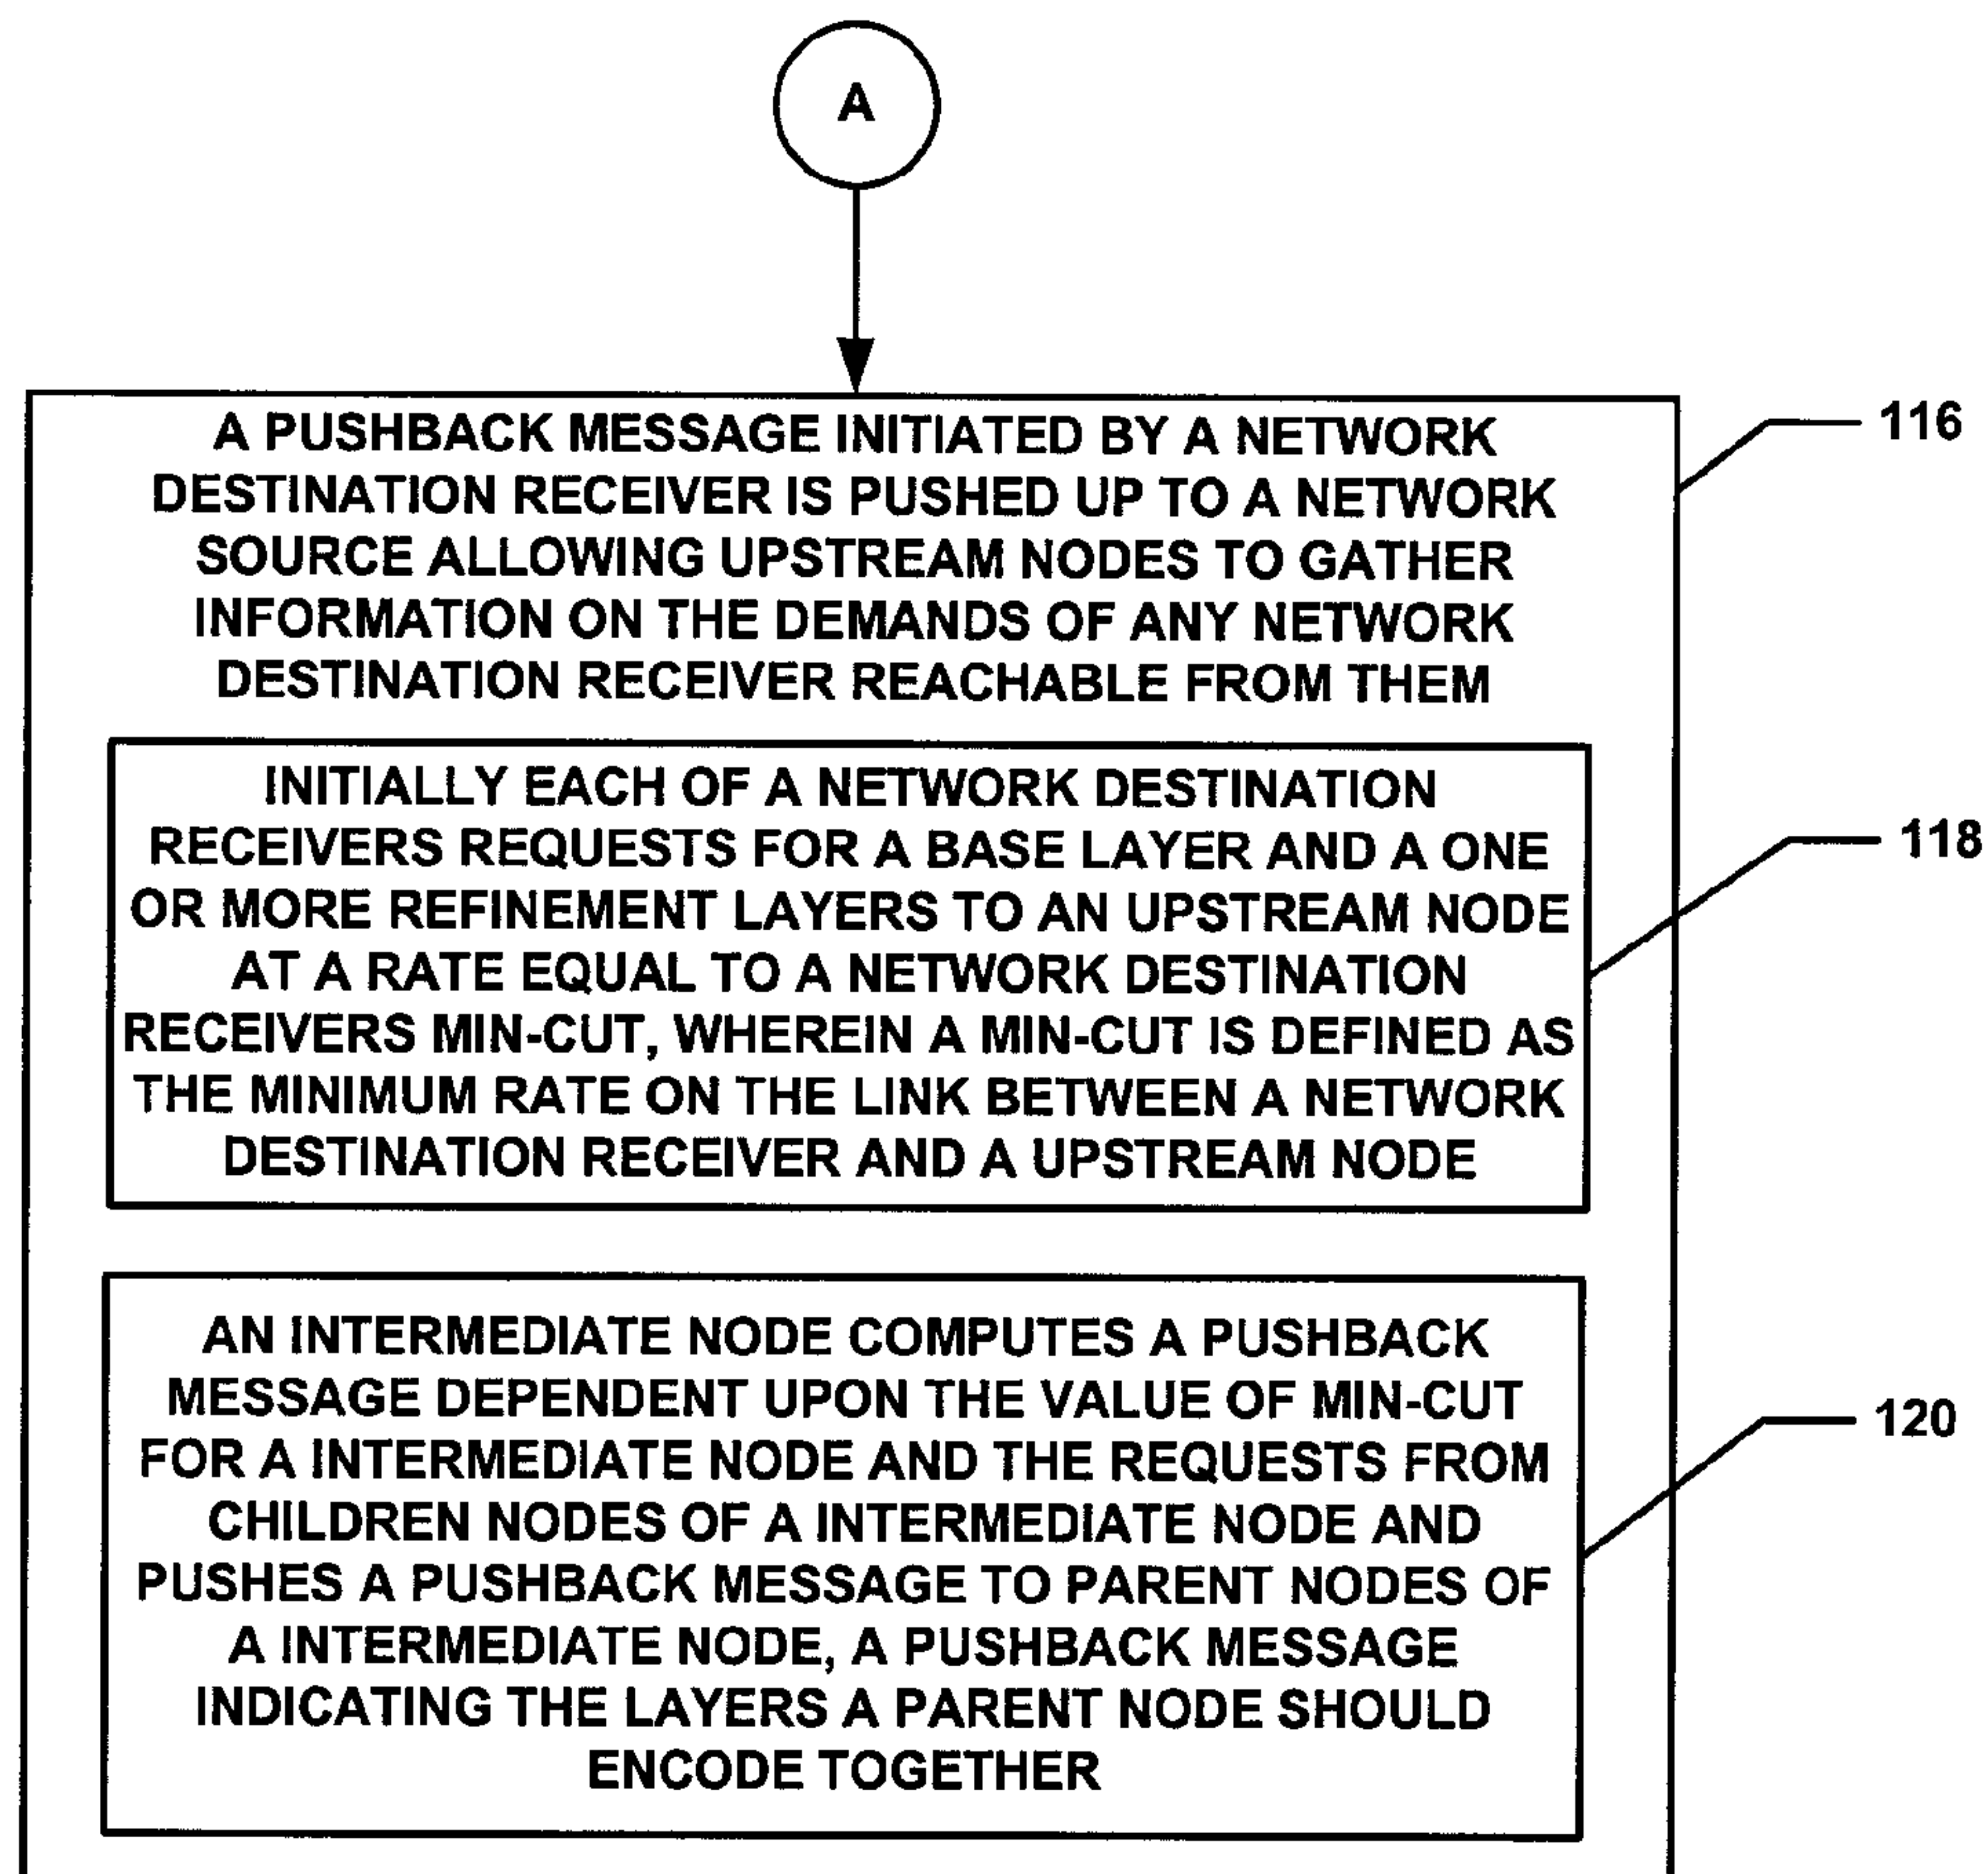 A
A PUSHBACK MESSAGE INITIATED BY A NETWORK
DESTINATION RECEIVER IS PUSHED UP TO A NETWORK
SOURCE ALLOWING UPSTREAM NODES TO GATHER
INFORMATION ON THE DEMANDS OF ANY NETWORK
DESTINATION RECEIVER REACHABLE FROM THEM
116
INITIALLY EACH OF A NETWORK DESTINATION
RECEIVERS REQUESTS FOR A BASE LAYER AND A ONE
OR MORE REFINEMENT LAYERS TO AN UPSTREAM NODE
AT A RATE EQUAL TO A NETWORK DESTINATION
RECEIVERS MIN-CUT, WHEREIN A MIN-CUT IS DEFINED AS
THE MINIMUM RATE ON THE LINK BETWEEN A NETWORK
DESTINATION RECEIVER AND A UPSTREAM NODE
118
AN INTERMEDIATE NODE COMPUTES A PUSHBACK
MESSAGE DEPENDENT UPON THE VALUE OF MIN-CUT
FOR A INTERMEDIATE NODE AND THE REQUESTS FROM
CHILDREN NODES OF A INTERMEDIATE NODE AND
PUSHES A PUSHBACK MESSAGE TO PARENT NODES OF
A INTERMEDIATE NODE, A PUSHBACK MESSAGE
INDICATING THE LAYERS A PARENT NODE SHOULD
ENCODE TOGETHER
120